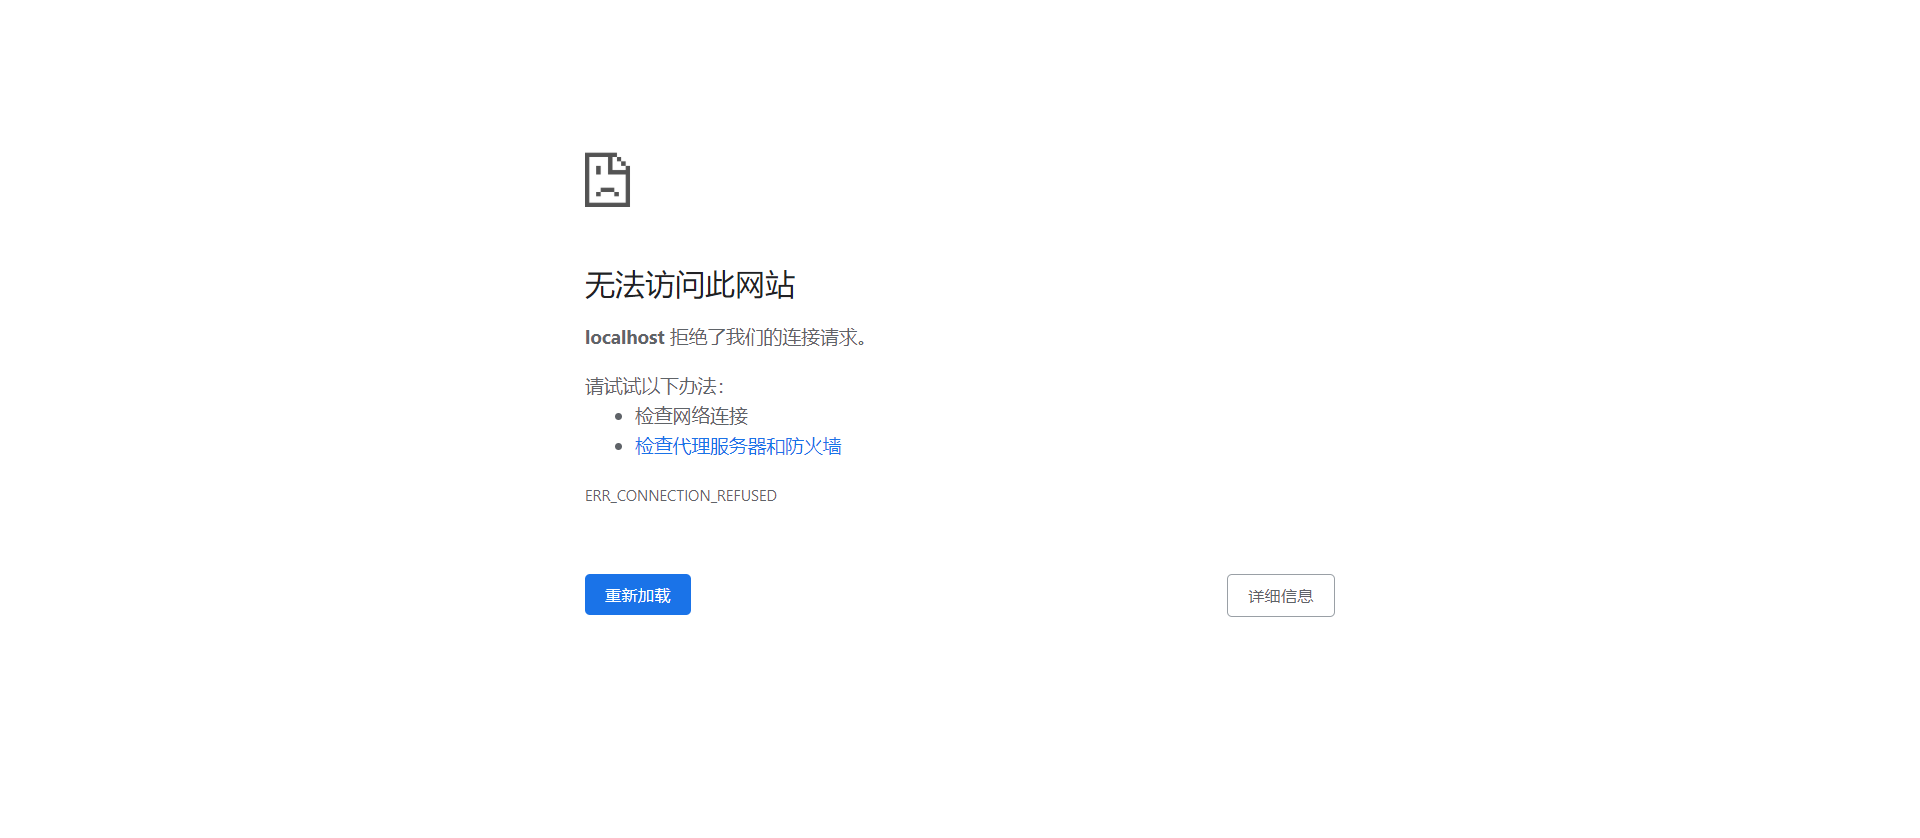 无法访问此网站
localhost 拒绝了我们的连接请求。
请试试以下办法：
检查网络连接
检查代理服务器和防火墙
ERR_CONNECTION_REFUSED
重新加载
详细信息